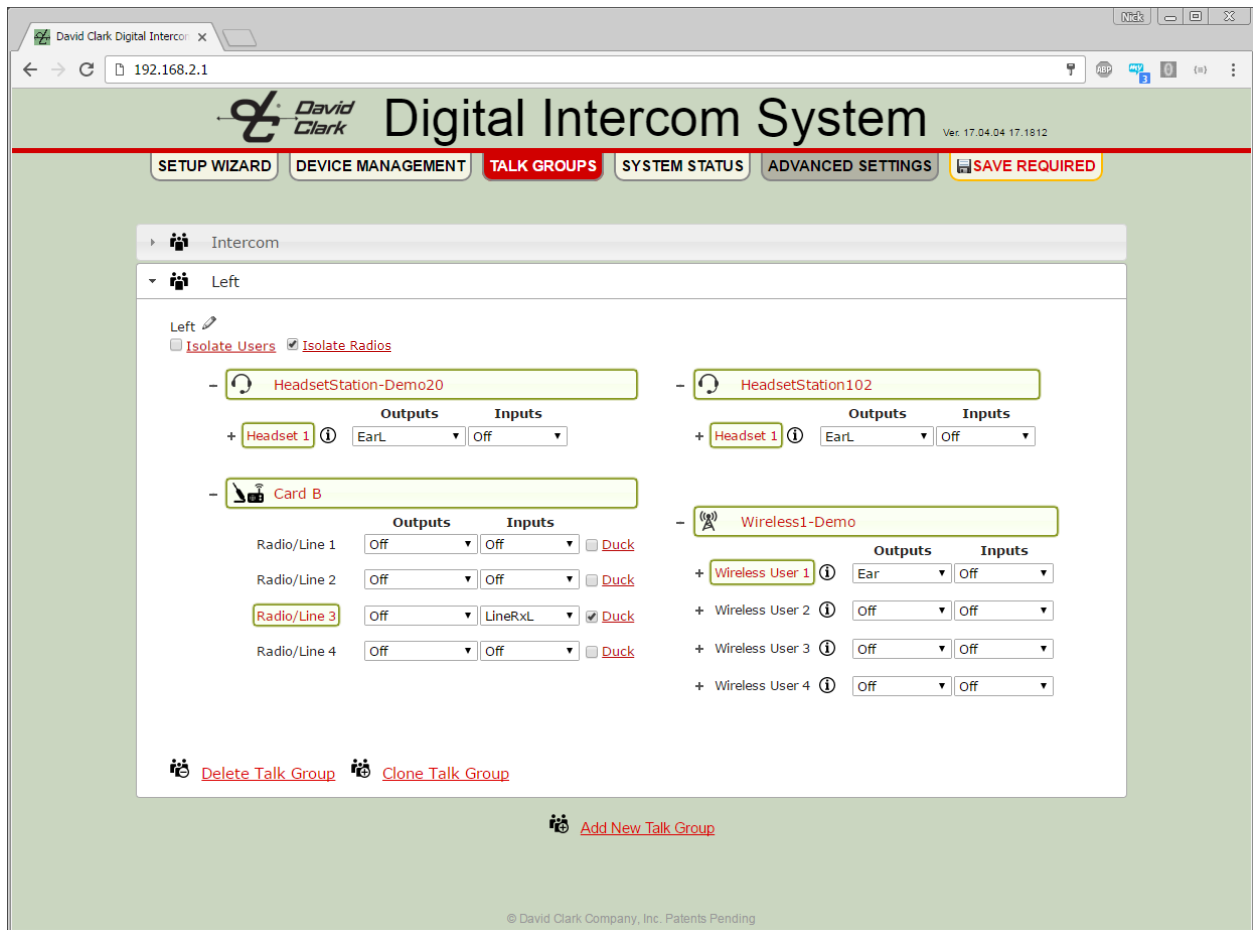 Nick
David Clark Digital Intercor
192.168.2.1
ABP
3
0
David Clark
Digital Intercom System
Ver. 17.04.04 17.1812
SETUP WIZARD DEVICE MANAGEMENT TALK GROUPS SYSTEM STATUS ADVANCED SETTINGS SAVE REQUIRED
Intercom
Left
Left
Isolate Users Isolate Radios
HeadsetStation-Demo20
Outputs Inputs
Headset 1 EarL Off
HeadsetStation102
Outputs Inputs
Headset 1 EarL Off
Card B
Outputs Inputs
Radio/Line 1 Off Off Duck
Radio/Line 2 Off Off Duck
Radio/Line 3 Off LineRxL Duck
Radio/Line 4 Off Off Duck
Wireless1-Demo
Outputs Inputs
Wireless User 1 Ear Off
Wireless User 2 Off Off
Wireless User 3 Off Off
Wireless User 4 Off Off
Delete Talk Group Clone Talk Group
Add New Talk Group
© David Clark Company, Inc. Patents Pending